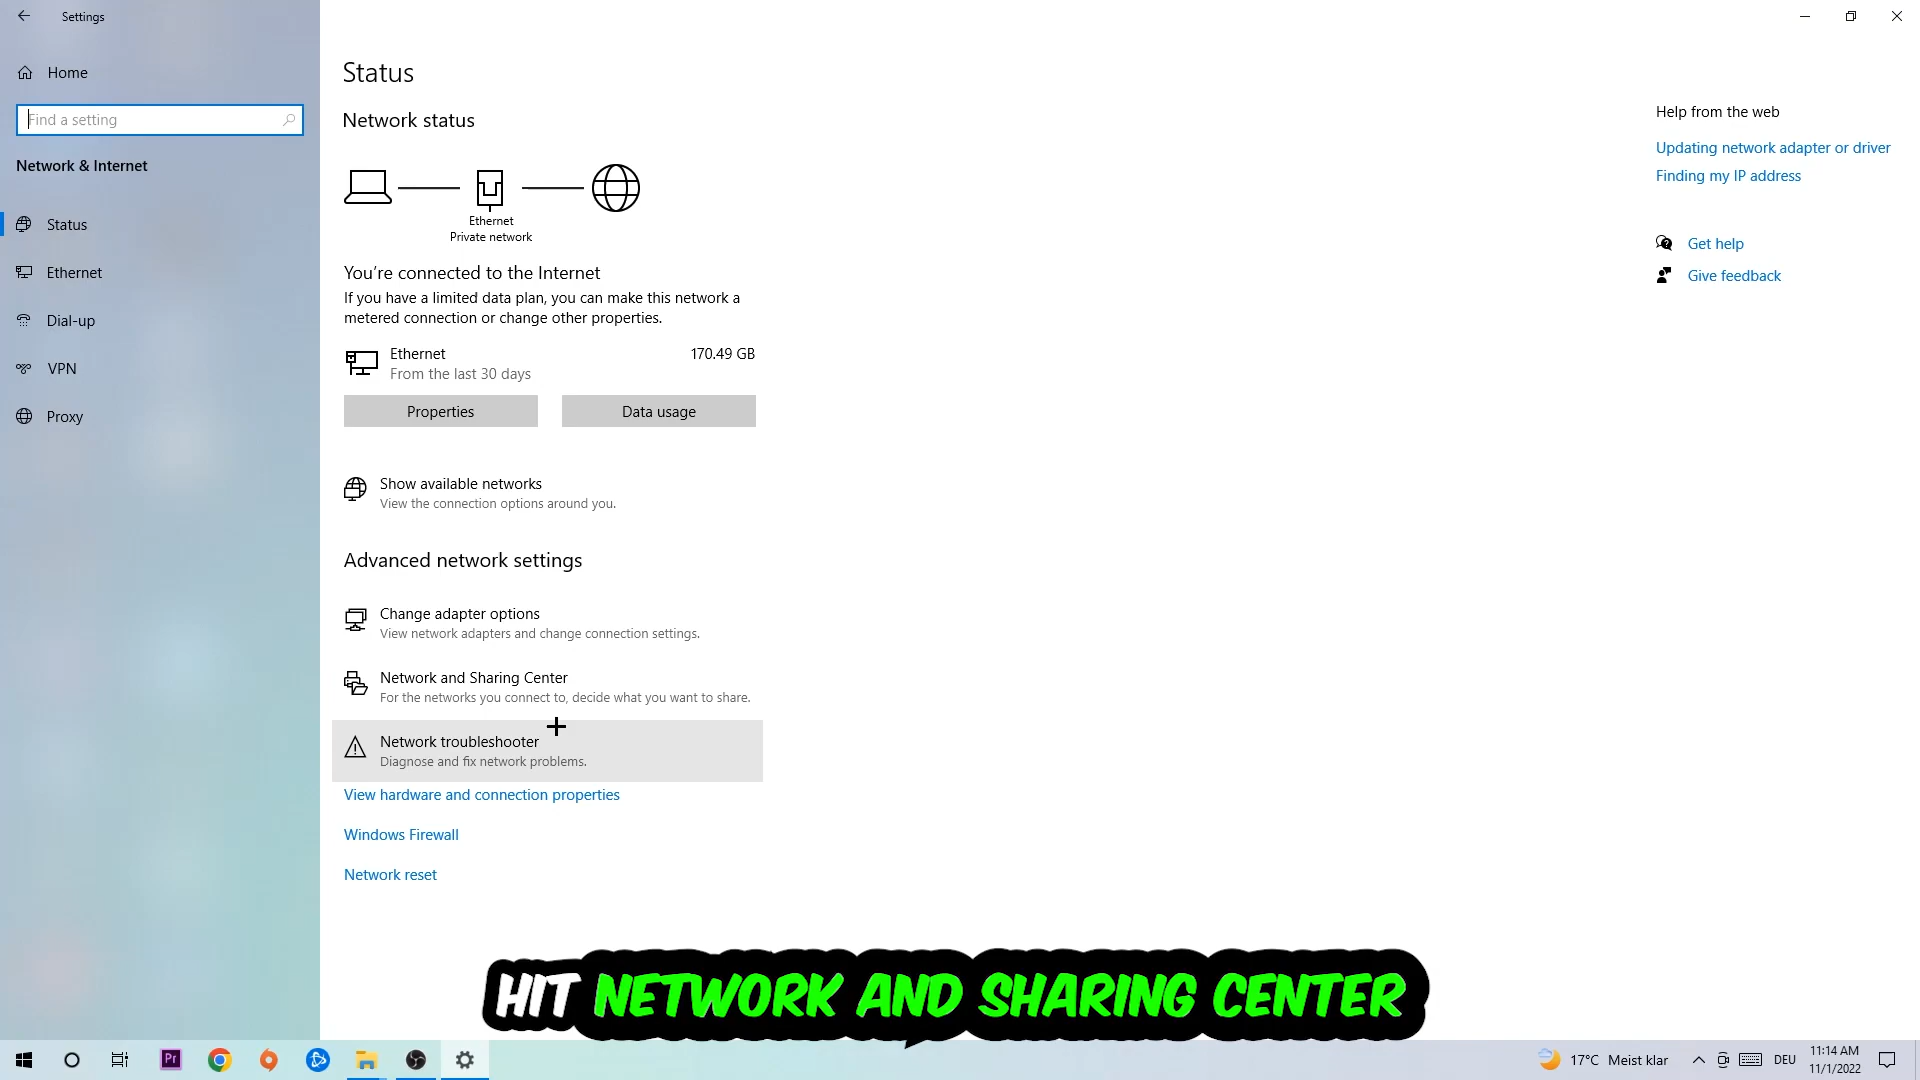 Settings
Home
Find a setting
Network & Internet
Status
Ethernet
Dial-up
VPN
Proxy
Status
Network status
Ethernet
Private network
You're connected to the Internet
If you have a limited data plan, you can make this network a
metered connection or change other properties.
Ethernet 170.49 GB
From the last 30 days
Properties Data usage
Show available networks
View the connection options around you.
Advanced network settings
Change adapter options
View network adapters and change connection settings.
Network and Sharing Center
For the networks you connect to, decide what you want to share.
Network troubleshooter
Diagnose and fix network problems.
View hardware and connection properties
Windows Firewall
Network reset
Help from the web
Updating network adapter or driver
Finding my IP address
Get help
Give feedback
HIT NETWORK AND SHARING CENTER
Pr
17°C Meist klar DEU 11:14 AM
11/1/2022